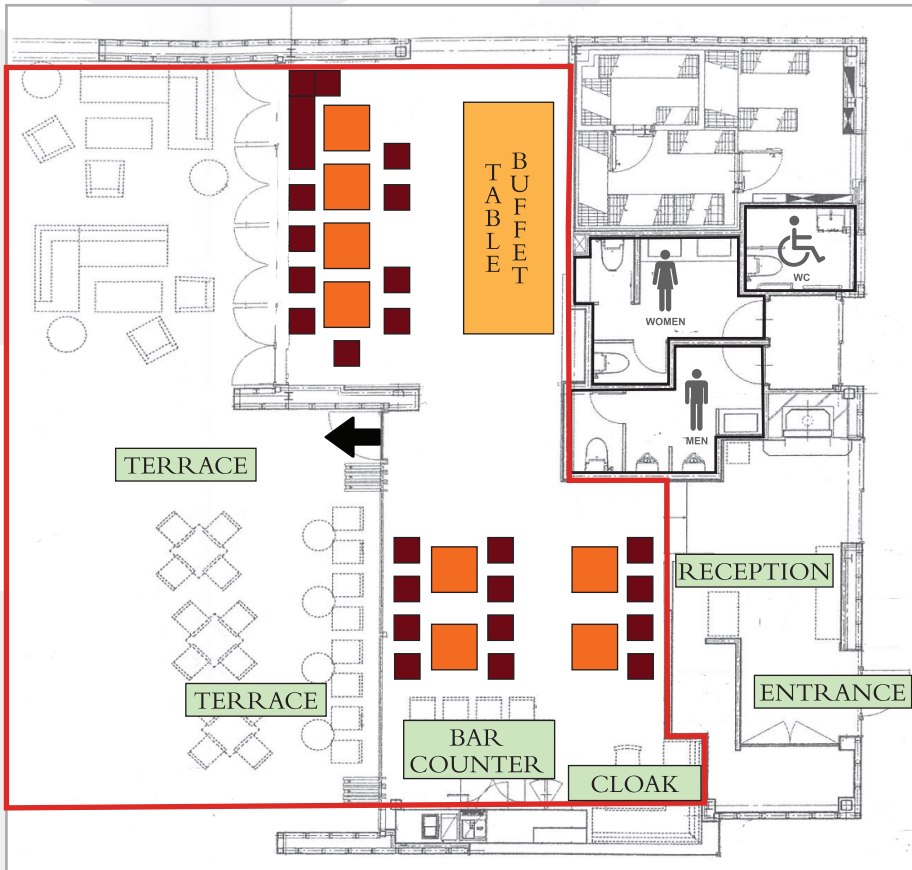 BUFFET
TABLE
WC
WOMEN
MEN
TERRACE
RECEPTION
TERRACE
ENTRANCE
BAR
COUNTER
CLOAK